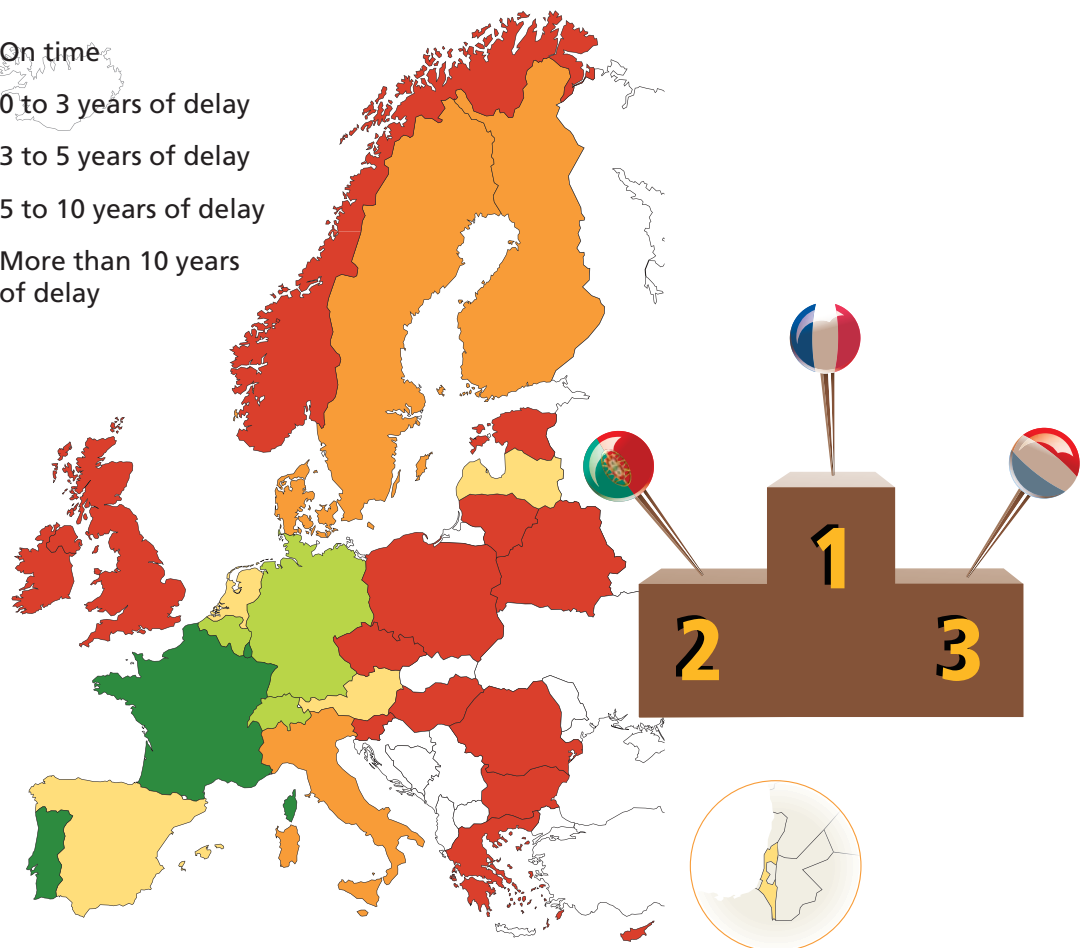 On time
0 to 3 years of delay
3 to 5 years of delay
5 to 10 years of delay
More than 10 years
of delay
1
2
3